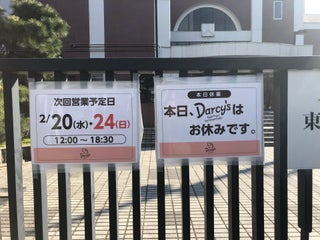 次回営業予定日
2/20(水)・24(日)
12:00〜18:30
本日休業
本日、Darcy'sは
お休みです。
東